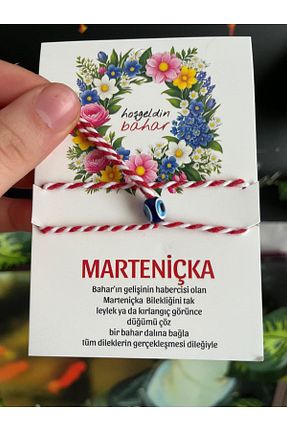 hoşgeldin
bahar
MARTENİÇKA
Bahar'ın gelişinin habercisi olan
Marteniçka Bilekliğini tak
leylek ya da kırlangıç görünce
düğümü çöz
bir bahar dalına bağla
tüm dileklerin gerçekleşmesi dileğiyle